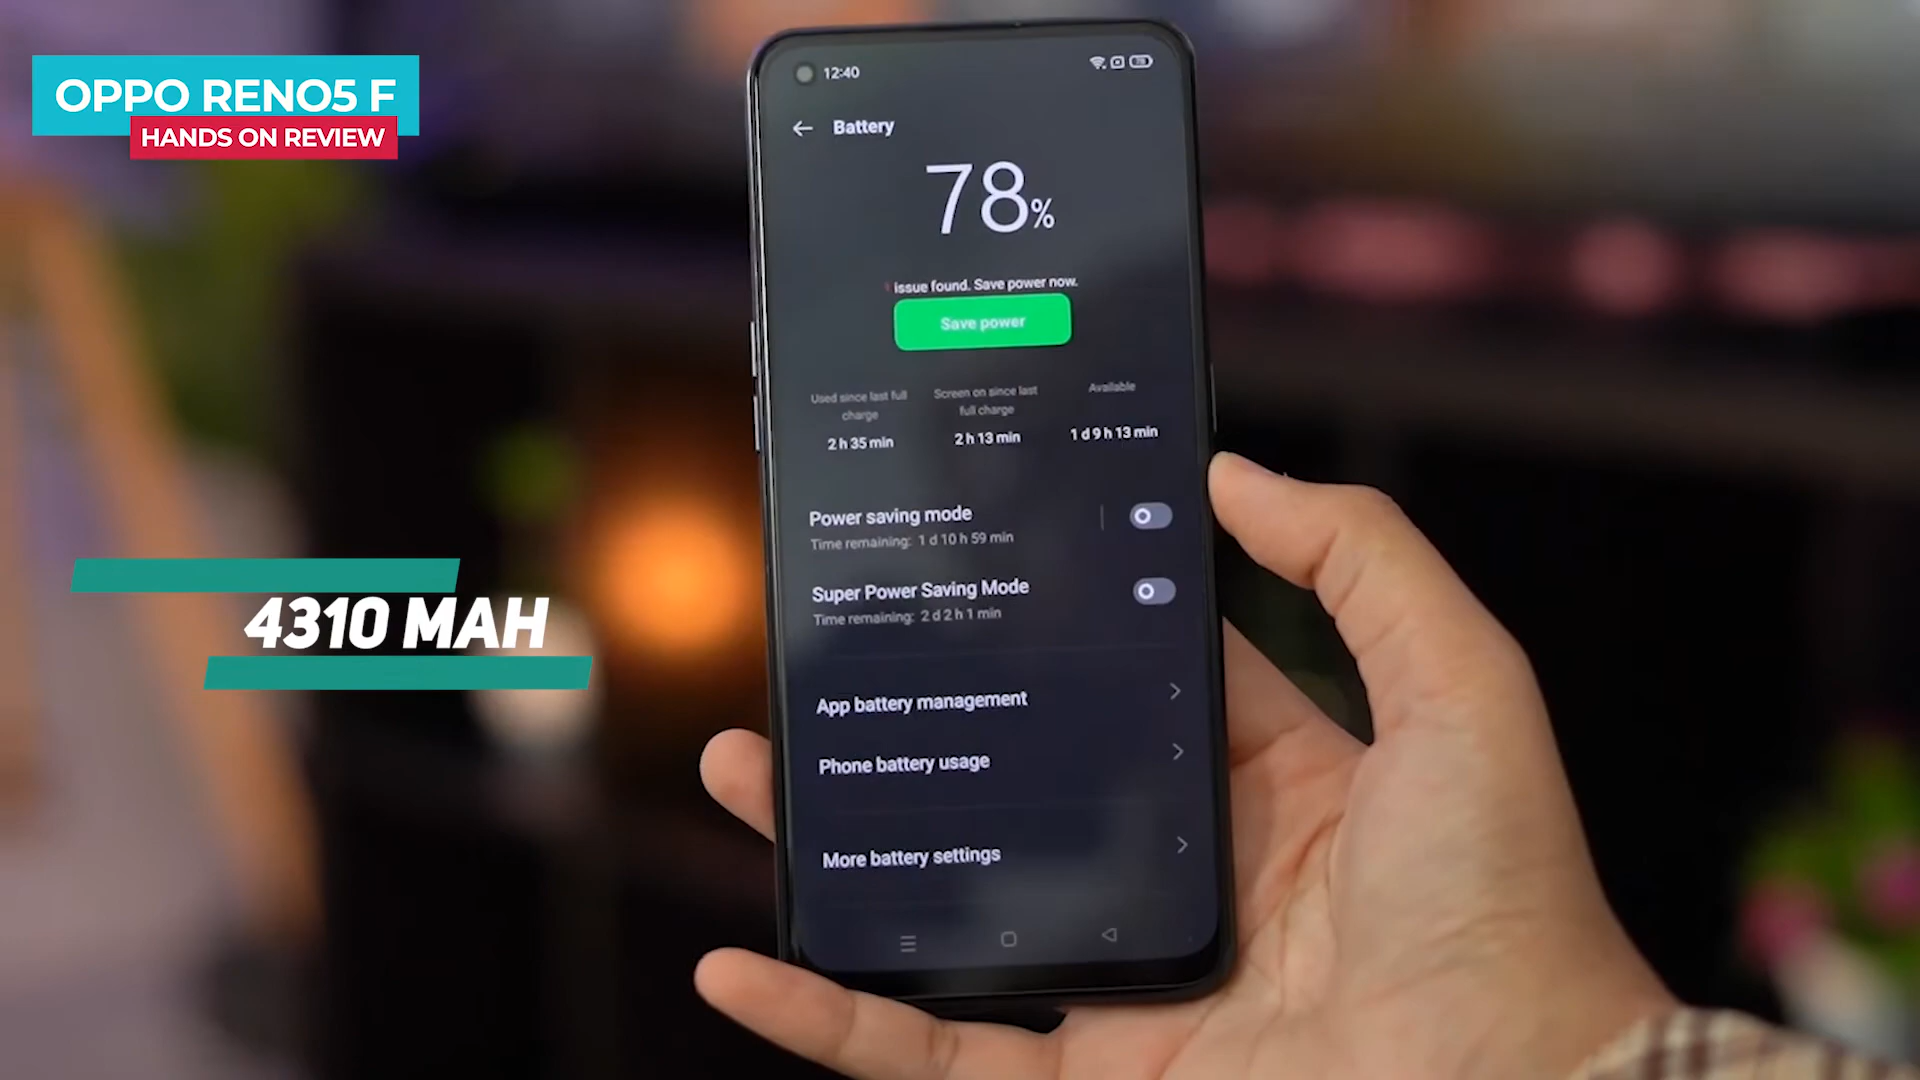 OPPO RENO5 F
HANDS ON REVIEW
12:40
78
Battery
78%
issue found. Save power now.
Save power
Used since last full
charge
2 h 35 min
Screen on since last
full charge
2 h 13 min
Available
1 d 9 h 13 min
Power saving mode
Time remaining: 1 d 10 h 59 min
Super Power Saving Mode
Time remaining: 2 d 2 h 1 min
4310 MAH
App battery management
Phone battery usage
More battery settings